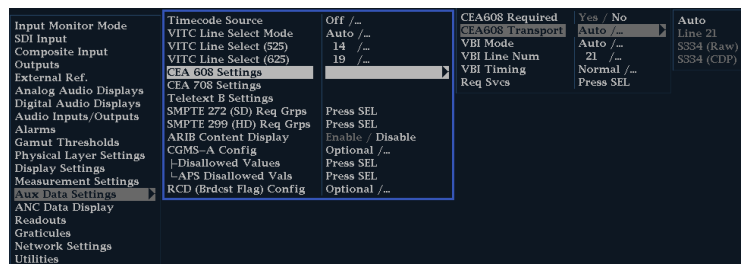 Input Monitor Mode
SDI Input
Composite Input
Outputs
External Ref.
Analog Audio Displays
Digital Audio Displays
Audio Inputs/Outputs
Alarms
Gamut Thresholds
Physical Layer Settings
Display Settings
Measurement Settings
Aux Data Settings
ANC Data Display
Readouts
Graticules
Network Settings
Utilities
Timecode Source Off /...
VITC Line Select Mode Auto /...
VITC Line Select (525) 14 /...
VITC Line Select (625) 19 /...
CEA 608 Settings
CEA 708 Settings
Teletext B Settings
SMPTE 272 (SD) Req Grps Press SEL
SMPTE 299 (HD) Req Grps Press SEL
ARIB Content Display Enable / Disable
CGMS-A Config Optional /...
├Disallowed Values Press SEL
└APS Disallowed Vals Press SEL
RCD (Brdcst Flag) Config Optional /...
CEA608 Required Yes / No
CEA608 Transport Auto /...
VBI Mode Auto /...
VBI Line Num 21 /...
VBI Timing Normal /...
Req Svcs Press SEL
Auto
Line 21
S334 (Raw)
S334 (CDP)